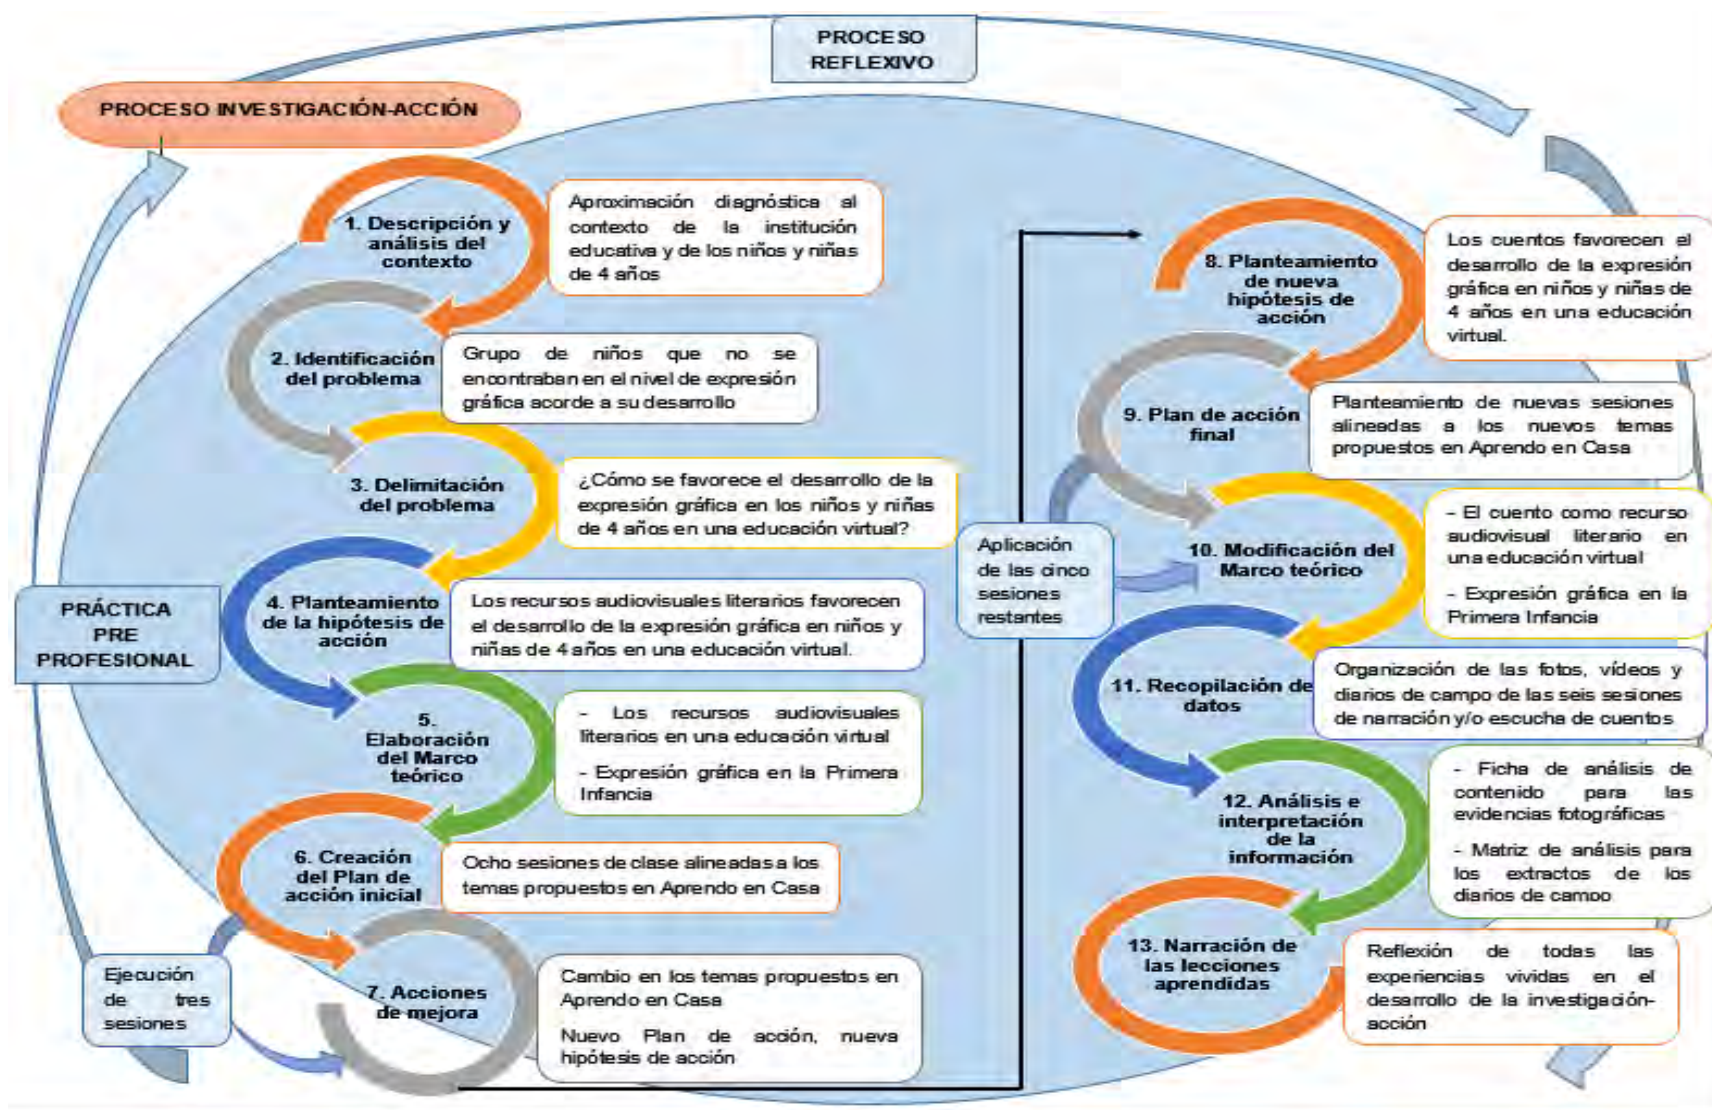 PROCESO
REFLEXIVO
PROCESO INVESTIGACIÓN-ACCIÓN
1. Descripción y
análisis del
contexto
Aproximación diagnóstica al
contexto de la institución
educativa y de los niños y niñas
de 4 años
2. Identificación
del problema
Grupo de niños que no se
encontraban en el nivel de expresión
gráfica acorde a su desarrollo
3. Delimitación
del problema
¿Cómo se favorece el desarrollo de la
expresión gráfica en los niños y niñas
de 4 años en una educación virtual?
PRÁCTICA
PRE
PROFESIONAL
4. Planteamiento
de la hipótesis de
acción
Los recursos audiovisuales literarios favorecen
el desarrollo de la expresión gráfica en niños y
niñas de 4 años en una educación virtual.
5.
Elaboración
del Marco
teórico
- Los recursos audiovisuales
literarios en una educación virtual
- Expresión gráfica en la Primera
Infancia
6. Creación
del Plan de
acción inicial
Ocho sesiones de clase alineadas a los
temas propuestos en Aprendo en Casa
Ejecución
de tres
sesiones
7. Acciones
de mejora
Cambio en los temas propuestos en
Aprendo en Casa
Nuevo Plan de acción, nueva
hipótesis de acción
8. Planteamiento
de nueva
hipótesis de
acción
Los cuentos favorecen el
desarrollo de la expresión
gráfica en niños y niñas de
4 años en una educación
virtual.
9. Plan de acción
final
Planteamiento de nuevas sesiones
alineadas a los nuevos temas
propuestos en Aprendo en Casa
Aplicación
de las cinco
sesiones
restantes
10. Modificación del
Marco teórico
- El cuento como recurso
audiovisual literario en
una educación virtual
- Expresión gráfica en la
Primera Infancia
11. Recopilación de
datos
Organización de las fotos, vídeos y
diarios de campo de las seis sesiones
de narración y/o escucha de cuentos
12. Análisis e
interpretación
de la
información
- Ficha de análisis de
contenido para las
evidencias fotográficas
- Matriz de análisis para
los extractos de los
diarios de campo
13. Narración de
las lecciones
aprendidas
Reflexión de todas las
experiencias vividas en el
desarrollo de la investigación-
acción